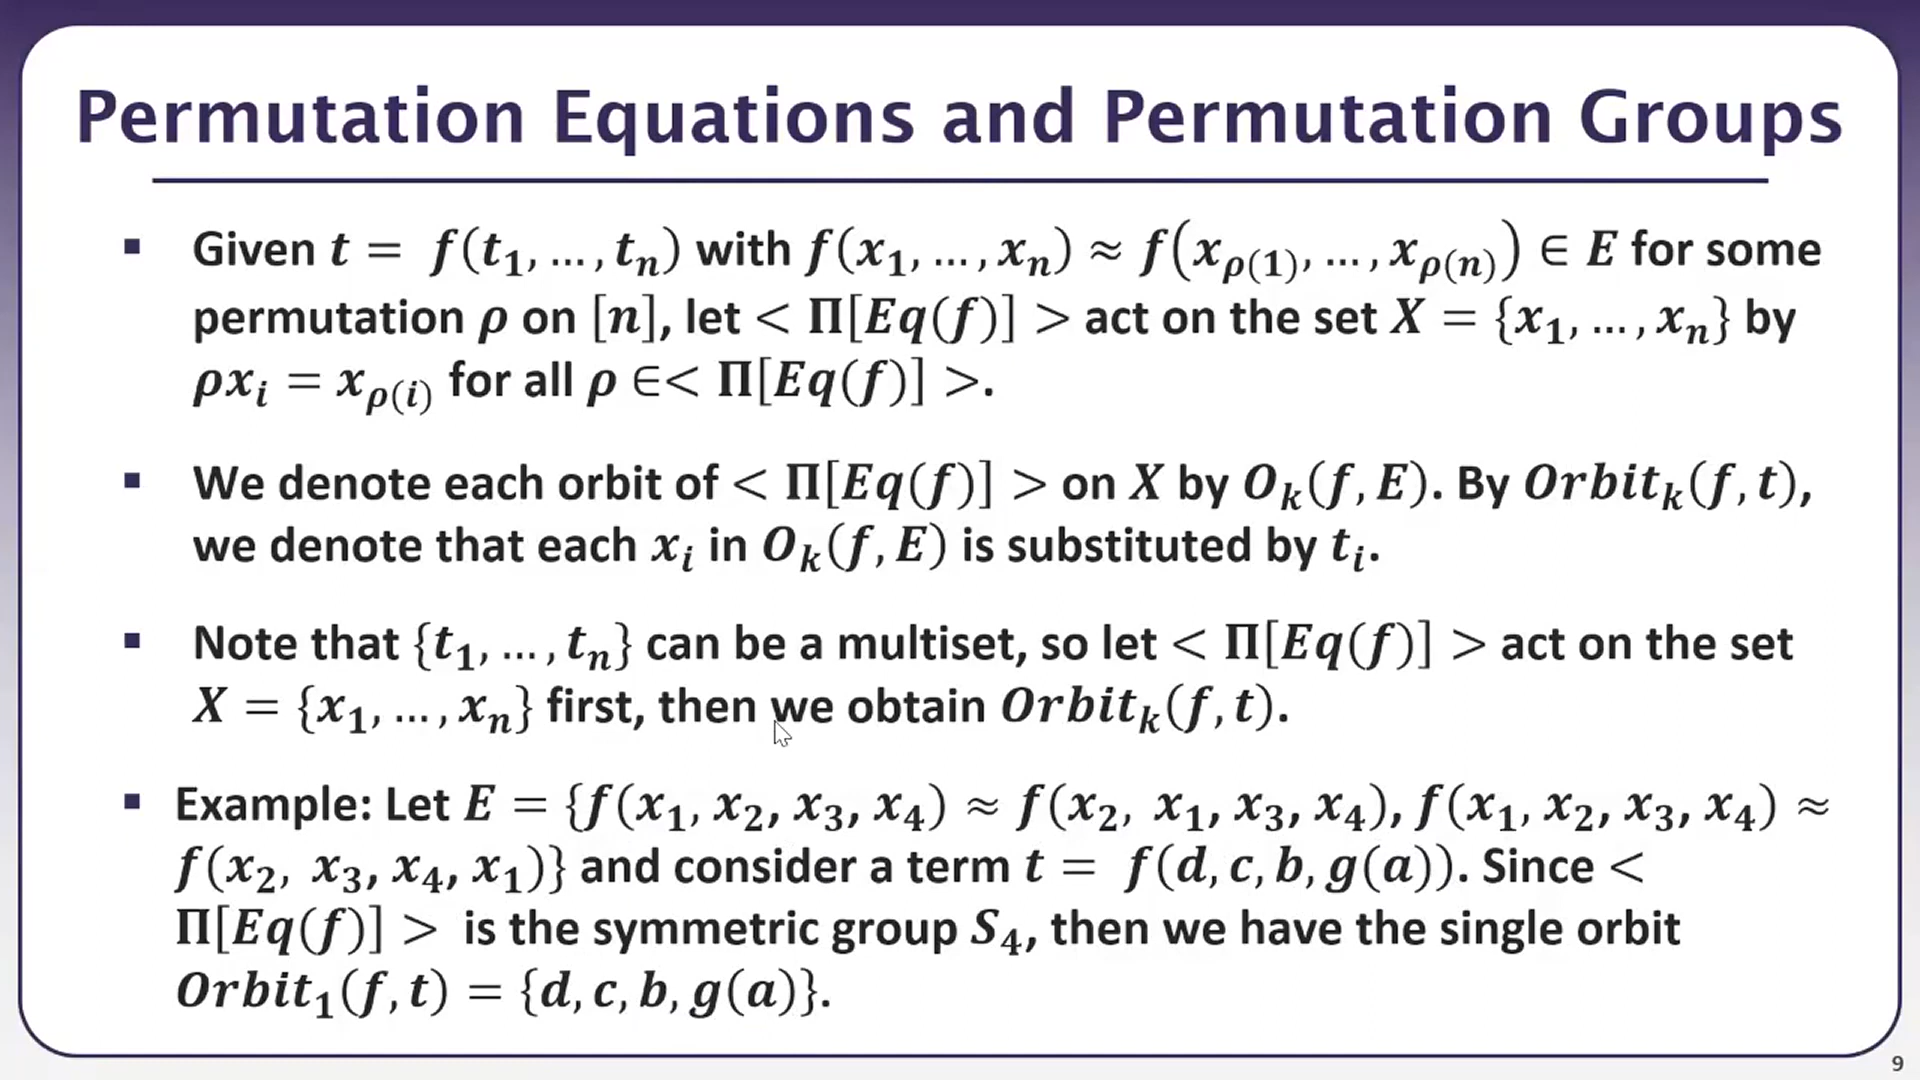 Permutation Equations and Permutation Groups
▪ Given t = f(t₁, … , tₙ) with f(x₁, … , xₙ) ≈ f(x_ρ(1), … , x_ρ(n)) ∈ E for some
permutation ρ on [n], let < Π[Eq(f)] > act on the set X = {x₁, … , xₙ} by
ρxᵢ = x_ρ(i) for all ρ ∈< Π[Eq(f)] >.
▪ We denote each orbit of < Π[Eq(f)] > on X by Oₖ(f, E). By Orbitₖ(f, t),
we denote that each xᵢ in Oₖ(f, E) is substituted by tᵢ.
▪ Note that {t₁, … , tₙ} can be a multiset, so let < Π[Eq(f)] > act on the set
X = {x₁, … , xₙ} first, then we obtain Orbitₖ(f, t).
▪ Example: Let E = {f(x₁, x₂, x₃, x₄) ≈ f(x₂, x₁, x₃, x₄), f(x₁, x₂, x₃, x₄) ≈
f(x₂, x₃, x₄, x₁)} and consider a term t = f(d, c, b, g(a)). Since <
Π[Eq(f)] > is the symmetric group S₄, then we have the single orbit
Orbit₁(f, t) = {d, c, b, g(a)}.
9